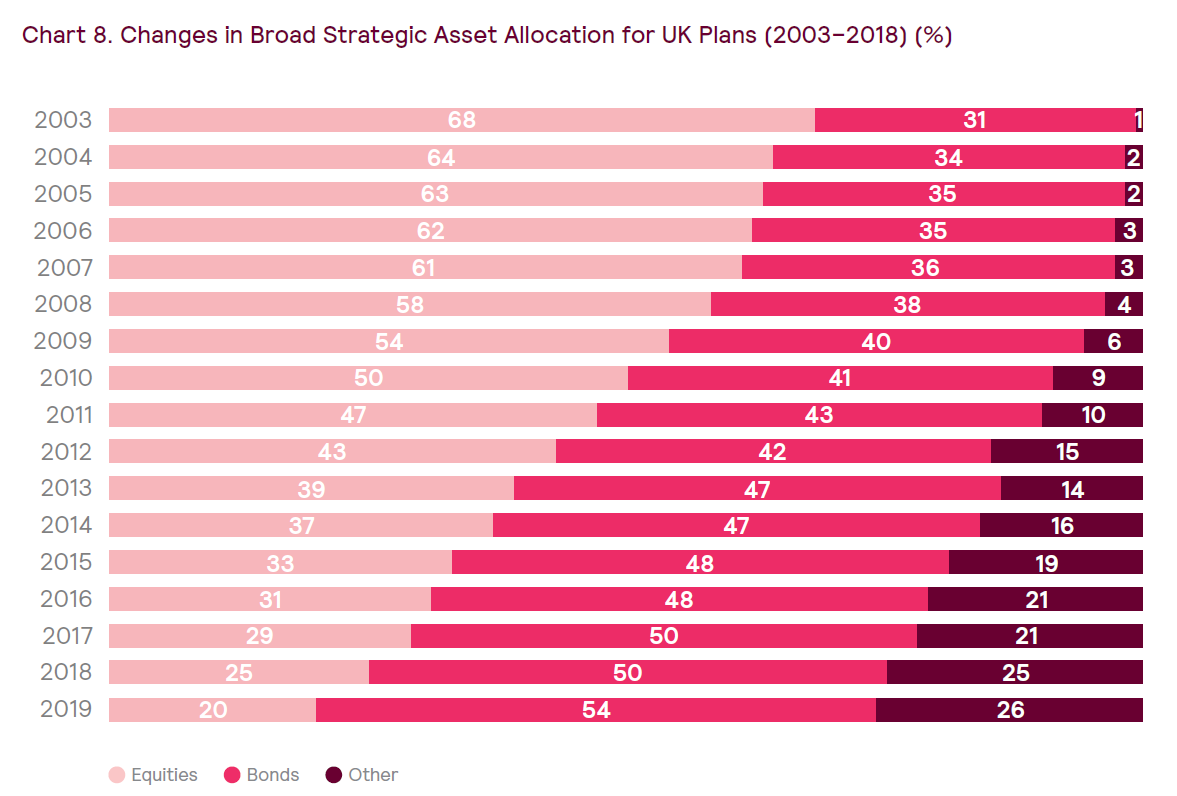 Chart 8. Changes in Broad Strategic Asset Allocation for UK Plans (2003–2018) (%)
2003 68 31 1
2004 64 34 2
2005 63 35 2
2006 62 35 3
2007 61 36 3
2008 58 38 4
2009 54 40 6
2010 50 41 9
2011 47 43 10
2012 43 42 15
2013 39 47 14
2014 37 47 16
2015 33 48 19
2016 31 48 21
2017 29 50 21
2018 25 50 25
2019 20 54 26
Equities Bonds Other